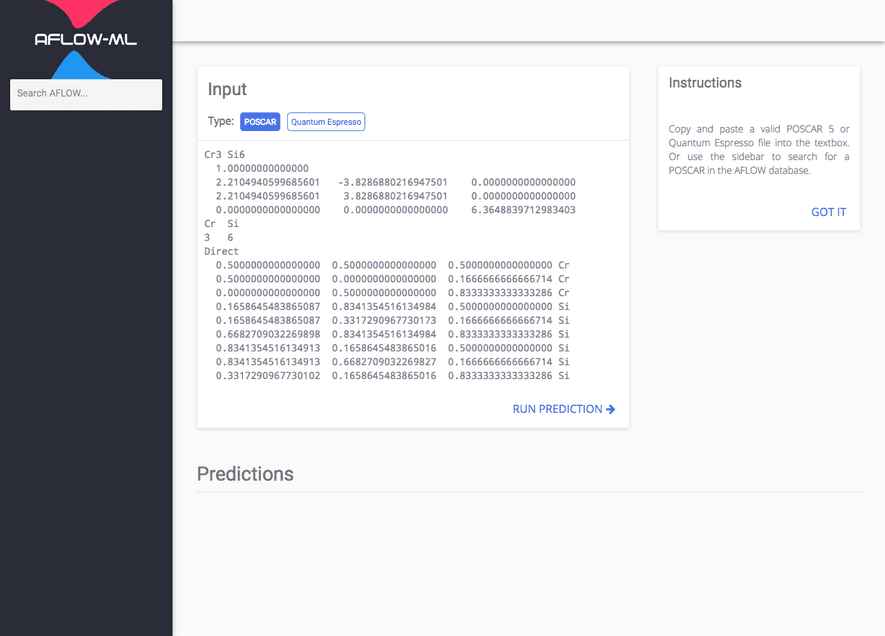 AFLOW-ML
Search AFLOW...
Input
Type: POSCAR Quantum Espresso
Cr3 Si6
1.00000000000000
2.2104940599685601 -3.8286880216947501 0.0000000000000000
2.2104940599685601 3.8286880216947501 0.0000000000000000
0.0000000000000000 0.0000000000000000 6.3648839712983403
Cr Si
3 6
Direct
0.5000000000000000 0.5000000000000000 0.5000000000000000 Cr
0.5000000000000000 0.0000000000000000 0.1666666666666714 Cr
0.0000000000000000 0.5000000000000000 0.8333333333333286 Cr
0.1658645483865087 0.8341354516134984 0.5000000000000000 Si
0.1658645483865087 0.3317290967730173 0.1666666666666714 Si
0.6682709032269898 0.8341354516134984 0.8333333333333286 Si
0.8341354516134913 0.1658645483865016 0.5000000000000000 Si
0.8341354516134913 0.6682709032269827 0.1666666666666714 Si
0.3317290967730102 0.1658645483865016 0.8333333333333286 Si
RUN PREDICTION
Instructions
Copy and paste a valid POSCAR 5 or
Quantum Espresso file into the textbox.
Or use the sidebar to search for a
POSCAR in the AFLOW database.
GOT IT
Predictions